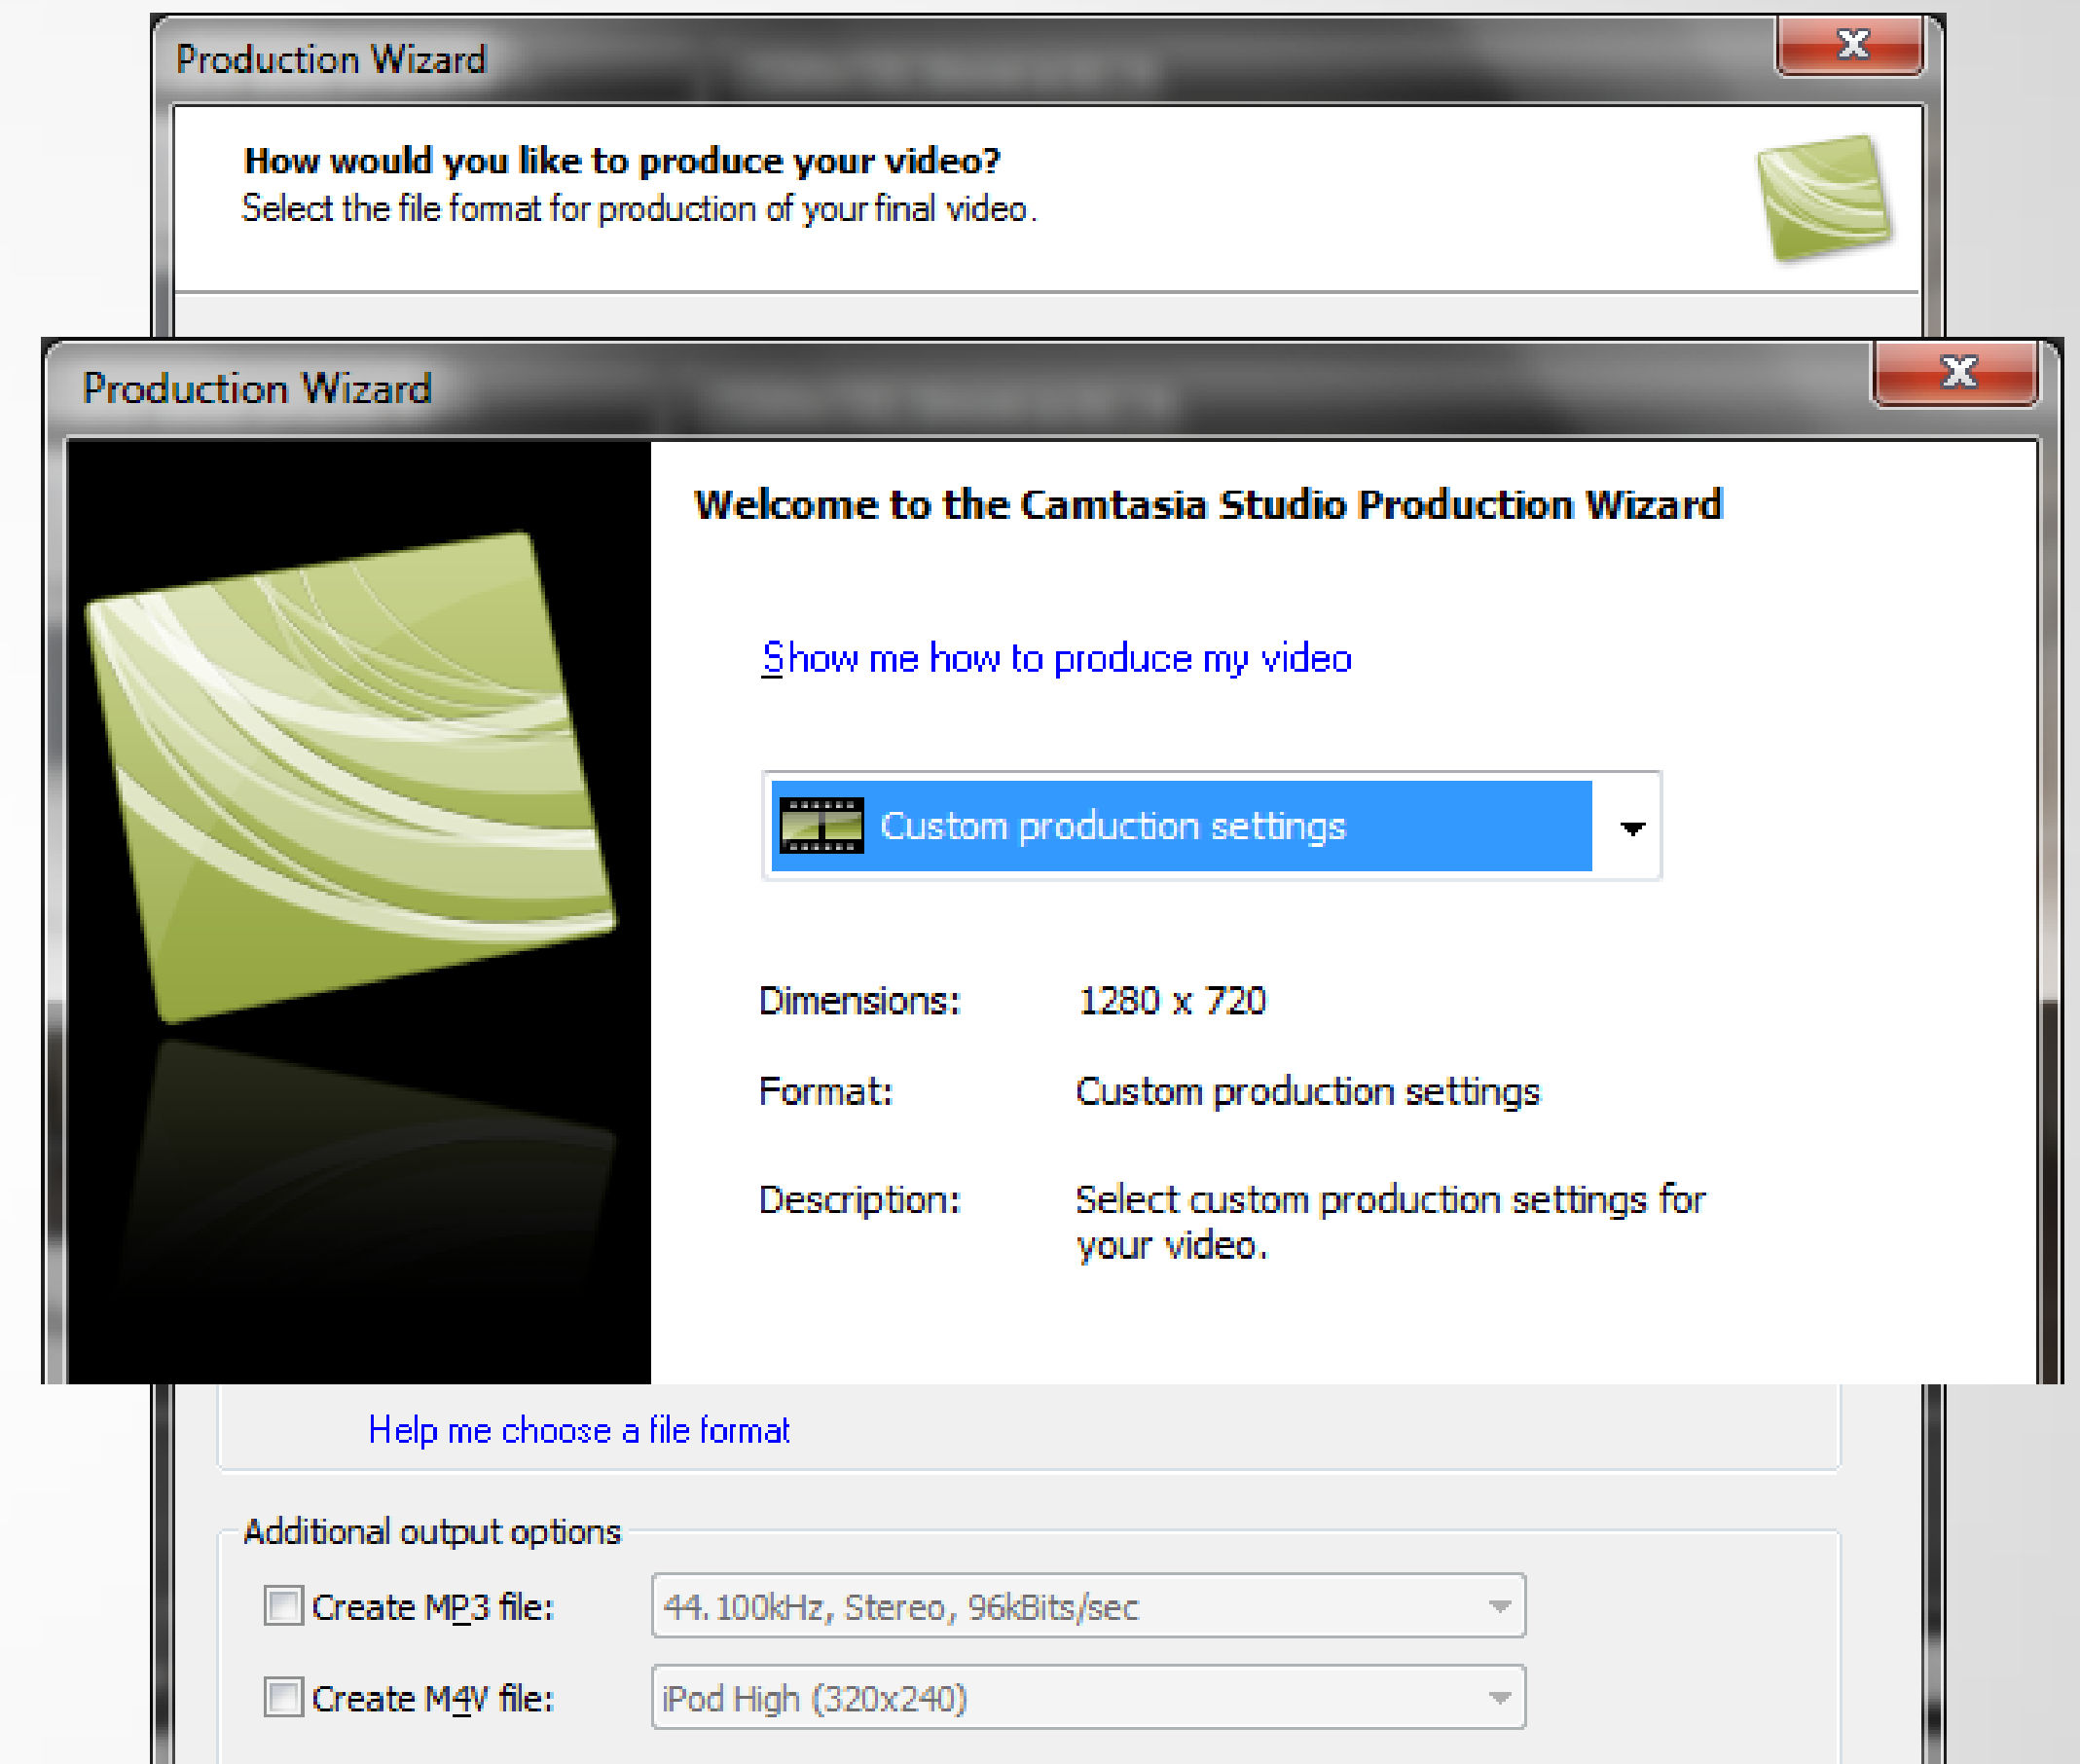 Production Wizard
How would you like to produce your video?
Select the file format for production of your final video.
Production Wizard
Welcome to the Camtasia Studio Production Wizard
Show me how to produce my video
Custom production settings
Dimensions: 1280 x 720
Format: Custom production settings
Description: Select custom production settings for
your video.
Help me choose a file format
Additional output options
Create MP3 file: 44.100kHz, Stereo, 96kBits/sec
Create M4V file: iPod High (320x240)